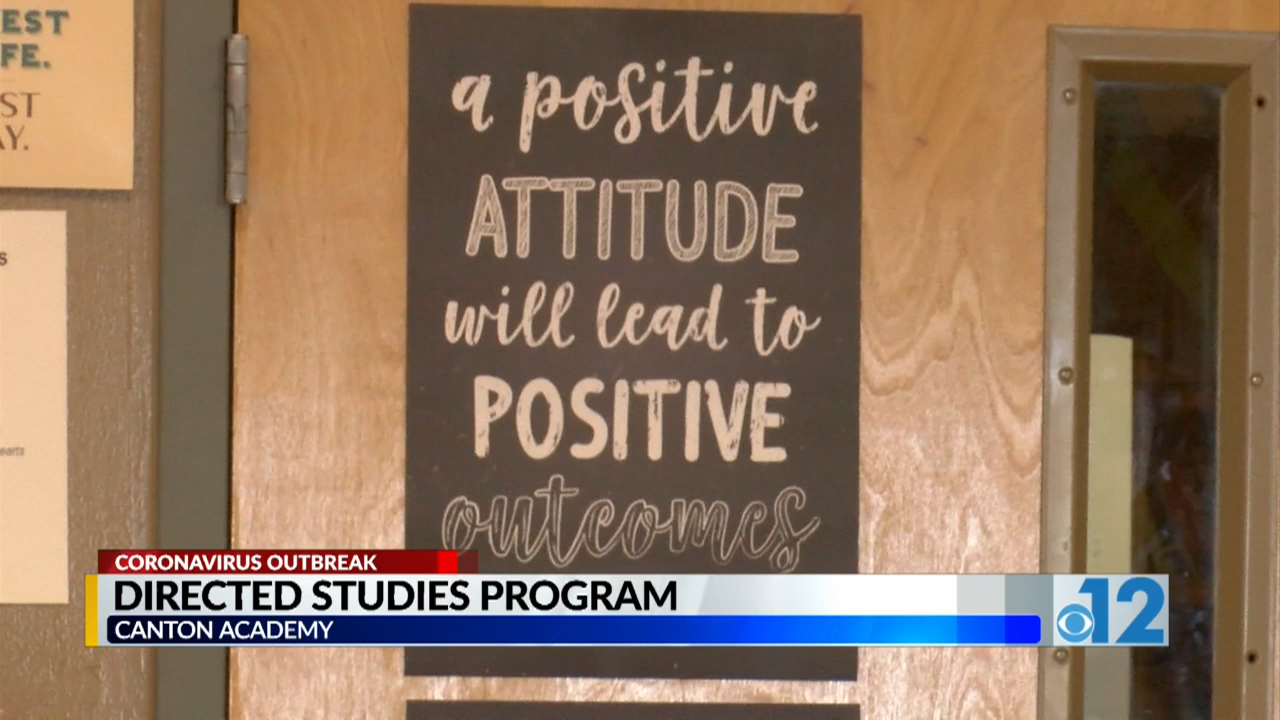 EST
FE.
ST
AY.
s
earts
a positive
ATTITUDE
will lead to
POSITIVE
outcomes
CORONAVIRUS OUTBREAK
DIRECTED STUDIES PROGRAM
CANTON ACADEMY
12